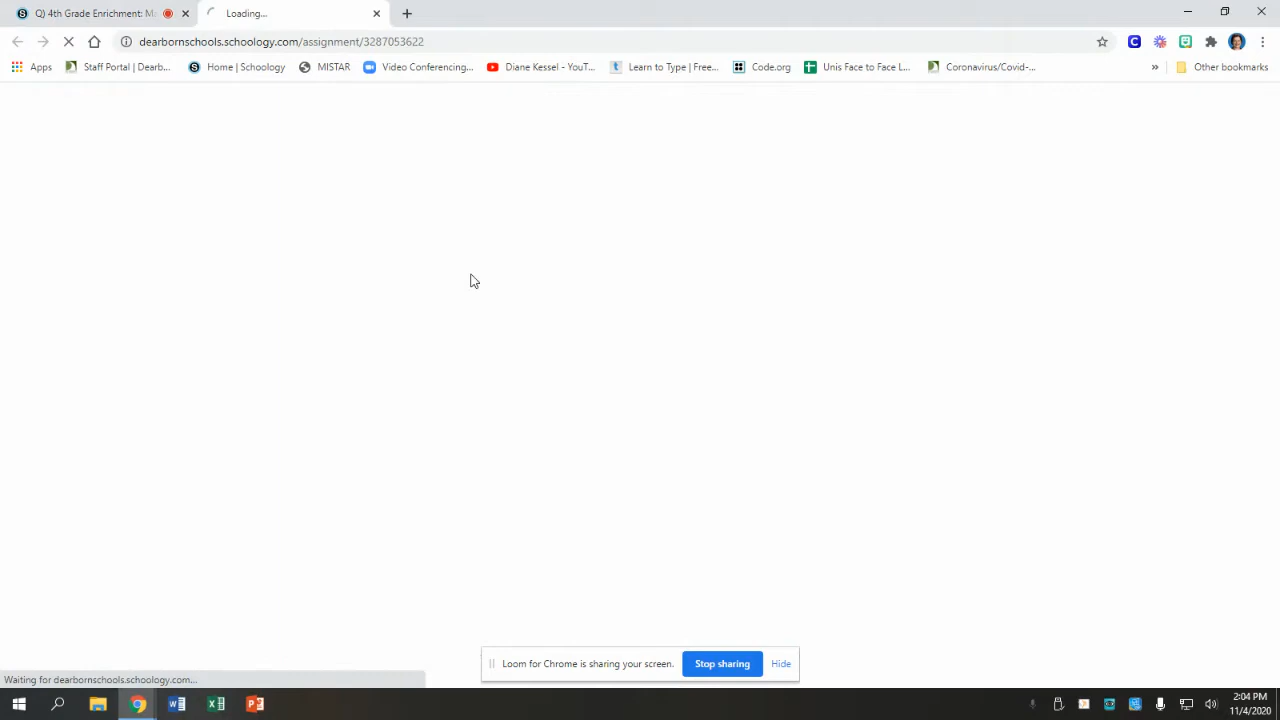 Q) 4th Grade Enrichment: Ma
Loading...
dearbornschools.schoology.com/assignment/3287053622
Apps
Staff Portal | Dearb...
Home | Schoology
MISTAR
Video Conferencing...
Diane Kessel - YouT...
Learn to Type | Free...
Code.org
Unis Face to Face L...
Coronavirus/Covid-...
»
Other bookmarks
Loom for Chrome is sharing your screen.
Stop sharing
Hide
Waiting for dearbornschools.schoology.com...
2:04 PM
11/4/2020